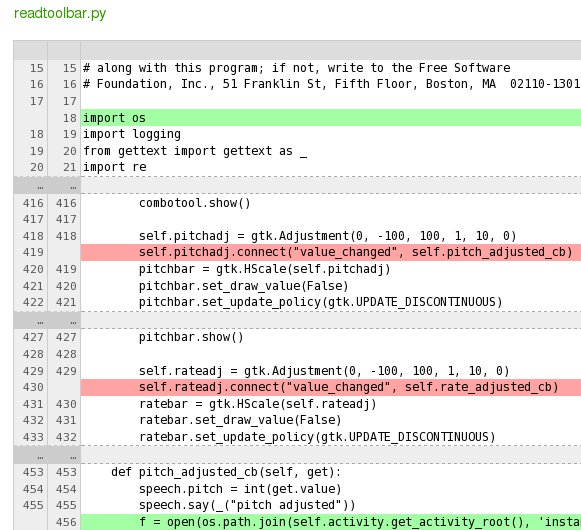 readtoolbar.py
15 15 # along with this program; if not, write to the Free Software
16 16 # Foundation, Inc., 51 Franklin St, Fifth Floor, Boston, MA  02110-1301
17 17
18 import os
18 19 import logging
19 20 from gettext import gettext as _
20 21 import re
… …
416 416         combotool.show()
417 417
418 418         self.pitchadj = gtk.Adjustment(0, -100, 100, 1, 10, 0)
419         self.pitchadj.connect("value_changed", self.pitch_adjusted_cb)
420 419         pitchbar = gtk.HScale(self.pitchadj)
421 420         pitchbar.set_draw_value(False)
422 421         pitchbar.set_update_policy(gtk.UPDATE_DISCONTINUOUS)
… …
427 427         pitchbar.show()
428 428
429 429         self.rateadj = gtk.Adjustment(0, -100, 100, 1, 10, 0)
430         self.rateadj.connect("value_changed", self.rate_adjusted_cb)
431 430         ratebar = gtk.HScale(self.rateadj)
432 431         ratebar.set_draw_value(False)
433 432         ratebar.set_update_policy(gtk.UPDATE_DISCONTINUOUS)
… …
453 453     def pitch_adjusted_cb(self, get):
454 454         speech.pitch = int(get.value)
455 455         speech.say(_("pitch adjusted"))
456         f = open(os.path.join(self.activity.get_activity_root(), 'insta